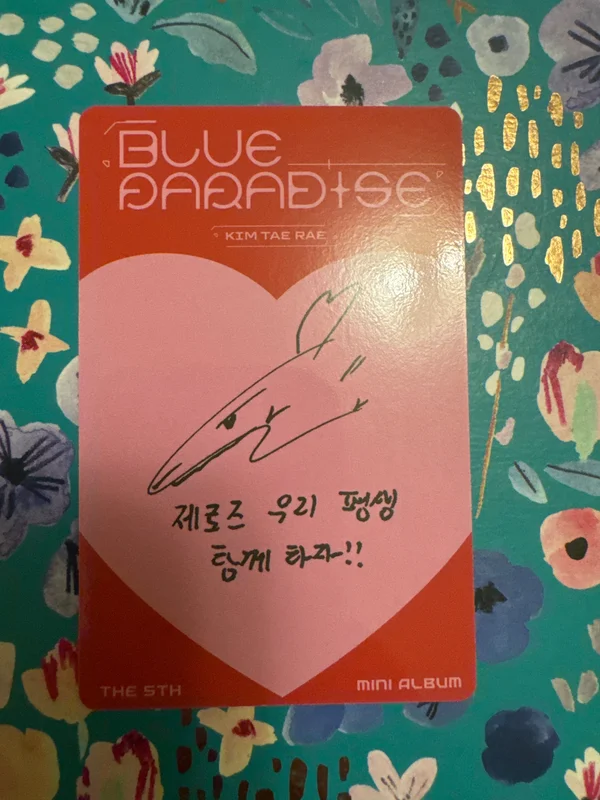 BLUE
PARADISE
KIM TAE RAE
제로즈 우리 평생
함께 타자!!
THE 5TH
MINI ALBUM